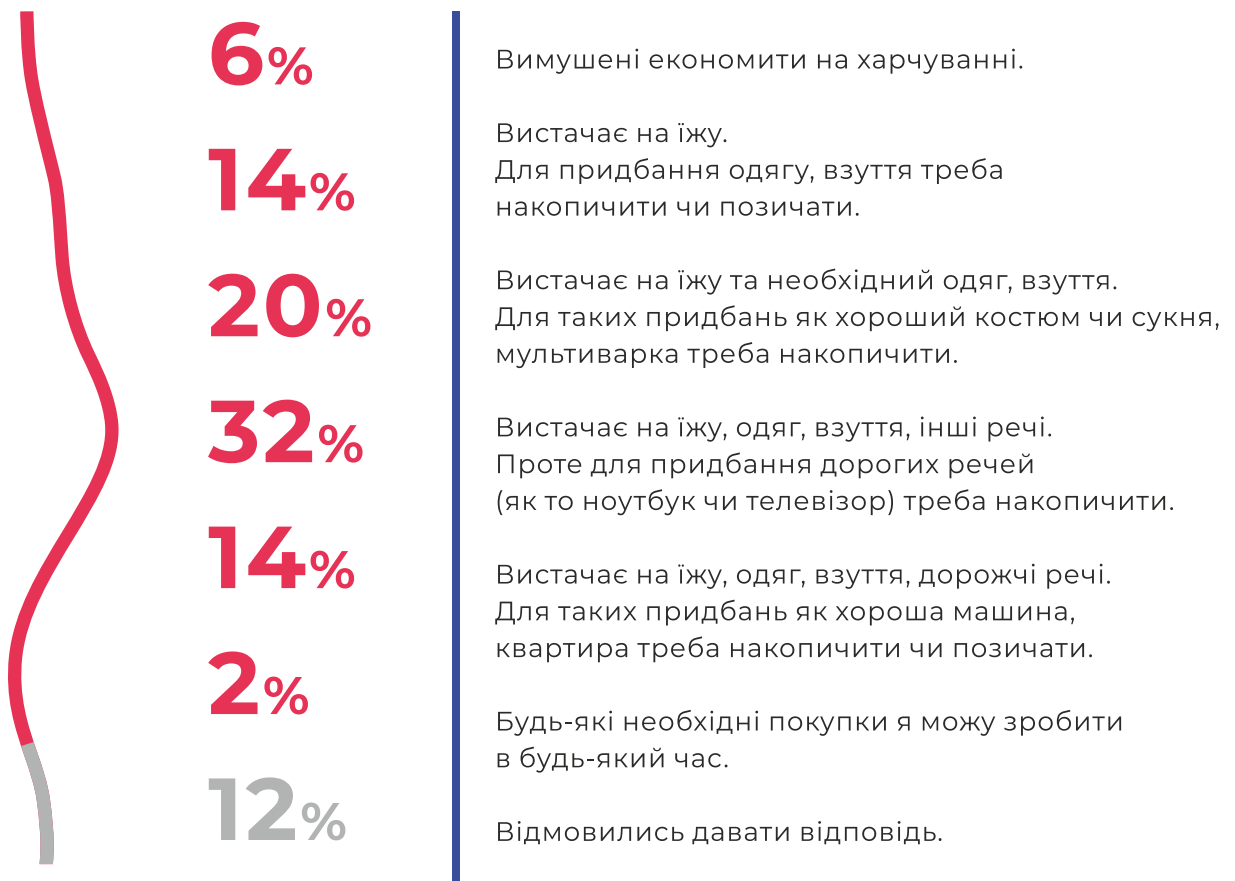 6%
Вимушені економити на харчуванні.
14%
Вистачає на їжу.
Для придбання одягу, взуття треба
накопичити чи позичати.
20%
Вистачає на їжу та необхідний одяг, взуття.
Для таких придбань як хороший костюм чи сукня,
мультиварка треба накопичити.
32%
Вистачає на їжу, одяг, взуття, інші речі.
Проте для придбання дорогих речей
(як то ноутбук чи телевізор) треба накопичити.
14%
Вистачає на їжу, одяг, взуття, дорожчі речі.
Для таких придбань як хороша машина,
квартира треба накопичити чи позичати.
2%
Будь-які необхідні покупки я можу зробити
в будь-який час.
12%
Відмовились давати відповідь.